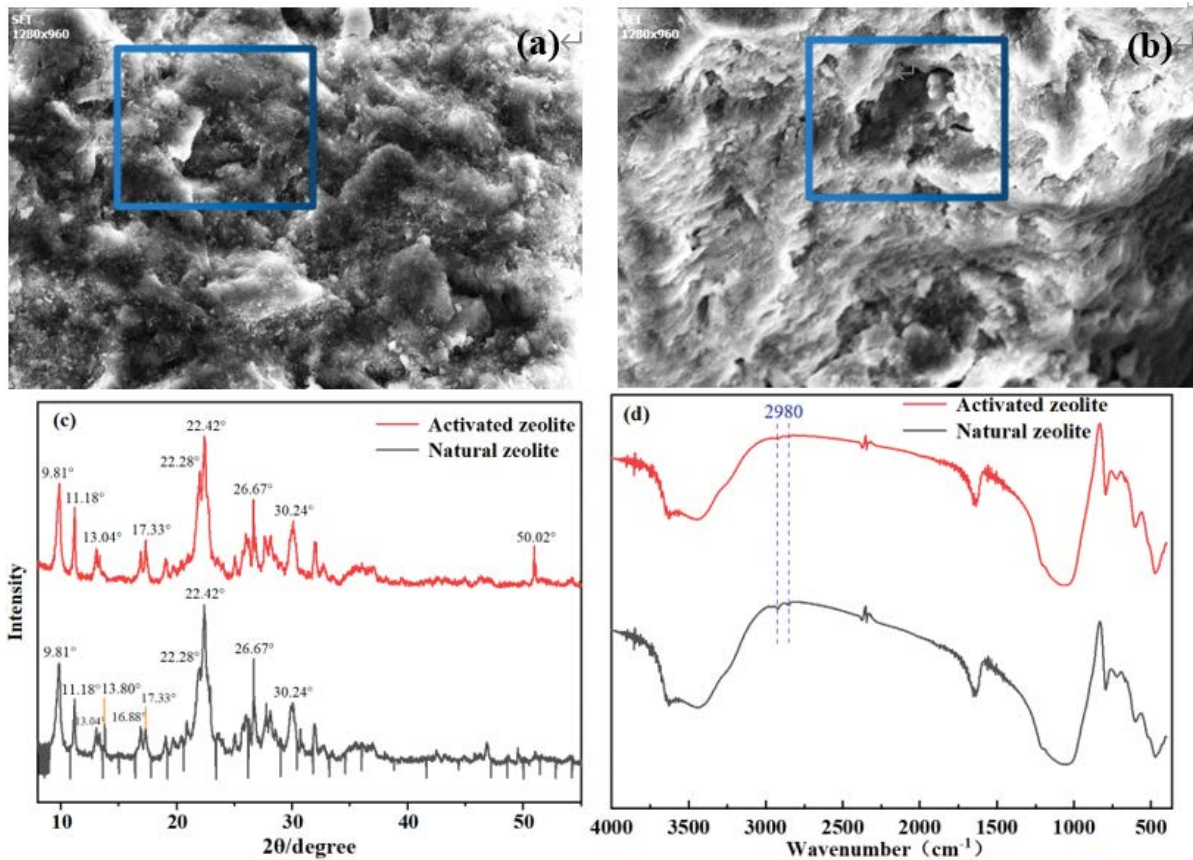 SEI
1280x960
(a)↵
SEI
1280x960
(b)↵
(c)
22.42°
Activated zeolite
Natural zeolite
9.81°
22.28°
11.18°
26.67°
13.04°
17.33°
30.24°
50.02°
22.42°
9.81°
22.28°
26.67°
11.18°
13.80°
17.33°
13.04°
16.88°
30.24°
Intensity
10
20
30
40
50
2θ/degree
(d)
2980
Activated zeolite
Natural zeolite
4000
3500
3000
2500
2000
1500
1000
500
Wavenumber（cm⁻¹）